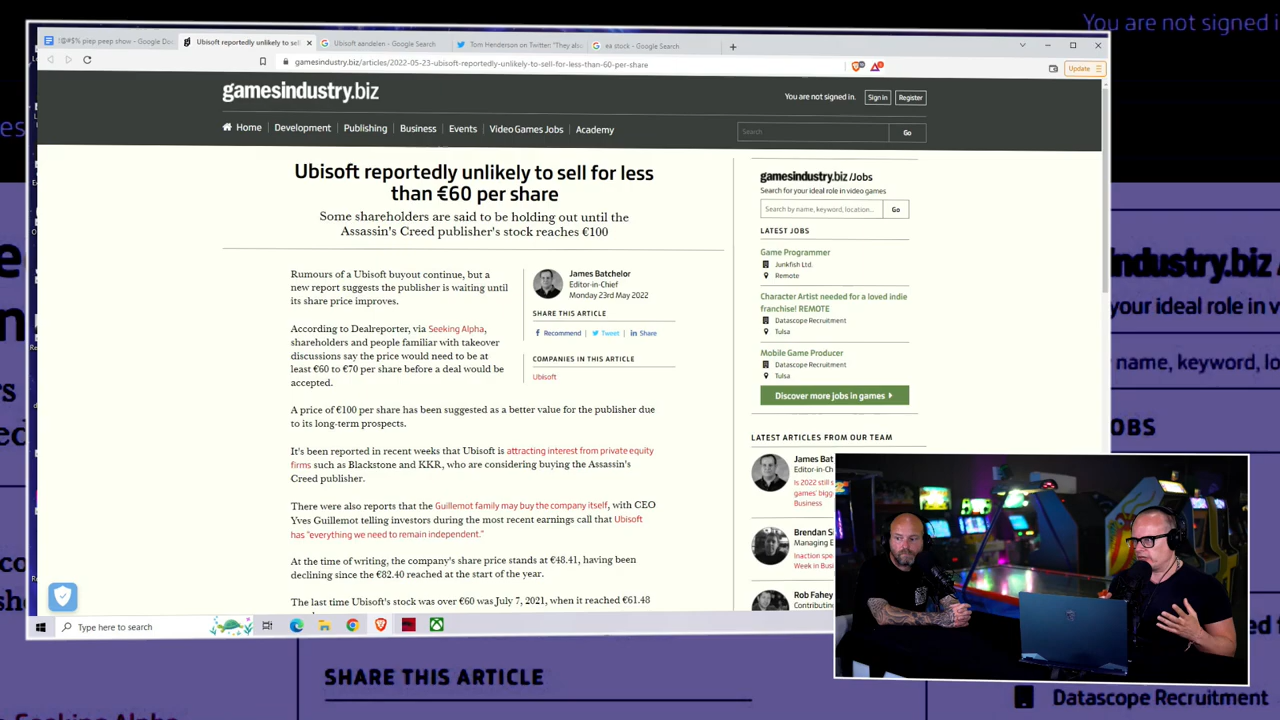 You are not signed i
!@#$% piep peep show - Google Doc
Ubisoft reportedly unlikely to sell
Ubisoft aandelen - Google Search
Tom Henderson on Twitter: "They als
ea stock - Google Search
gamesindustry.biz/articles/2022-05-23-ubisoft-reportedly-unlikely-to-sell-for-less-than-60-per-share
Update
gamesindustry.biz
You are not signed in.
Sign in
Register
Home
Development
Publishing
Business
Events
Video Games Jobs
Academy
Search
Go
Ubisoft reportedly unlikely to sell for less
than €60 per share
Some shareholders are said to be holding out until the
Assassin's Creed publisher's stock reaches €100
Rumours of a Ubisoft buyout continue, but a
new report suggests the publisher is waiting until
its share price improves.
According to Dealreporter, via Seeking Alpha,
shareholders and people familiar with takeover
discussions say the price would need to be at
least €60 to €70 per share before a deal would be
accepted.
James Batchelor
Editor-in-Chief
Monday 23rd May 2022
SHARE THIS ARTICLE
Recommend
Tweet
Share
COMPANIES IN THIS ARTICLE
Ubisoft
A price of €100 per share has been suggested as a better value for the publisher due
to its long-term prospects.
It's been reported in recent weeks that Ubisoft is attracting interest from private equity
firms such as Blackstone and KKR, who are considering buying the Assassin's
Creed publisher.
There were also reports that the Guillemot family may buy the company itself, with CEO
Yves Guillemot telling investors during the most recent earnings call that Ubisoft
has "everything we need to remain independent."
At the time of writing, the company's share price stands at €48.41, having been
declining since the €82.40 reached at the start of the year.
The last time Ubisoft's stock was over €60 was July 7, 2021, when it reached €61.48
gamesindustry.biz /Jobs
Search for your ideal role in video games
Search by name, keyword, location...
Go
LATEST JOBS
Game Programmer
Junkfish Ltd.
Remote
Character Artist needed for a loved indie
franchise! REMOTE
Datascope Recruitment
Tulsa
Mobile Game Producer
Datascope Recruitment
Tulsa
Discover more jobs in games
LATEST ARTICLES FROM OUR TEAM
James Bat
Editor-in-Ch
Is 2022 still s
games' bigg
Business
Brendan S
Managing E
Inaction spe
Week in Busi
Rob Fahey
Contributing
Type here to search
industry.biz
your ideal role in vid
name, keyword, locat
OBS
SHARE THIS ARTICLE
Seeking Alpha
Datascope Recruitment